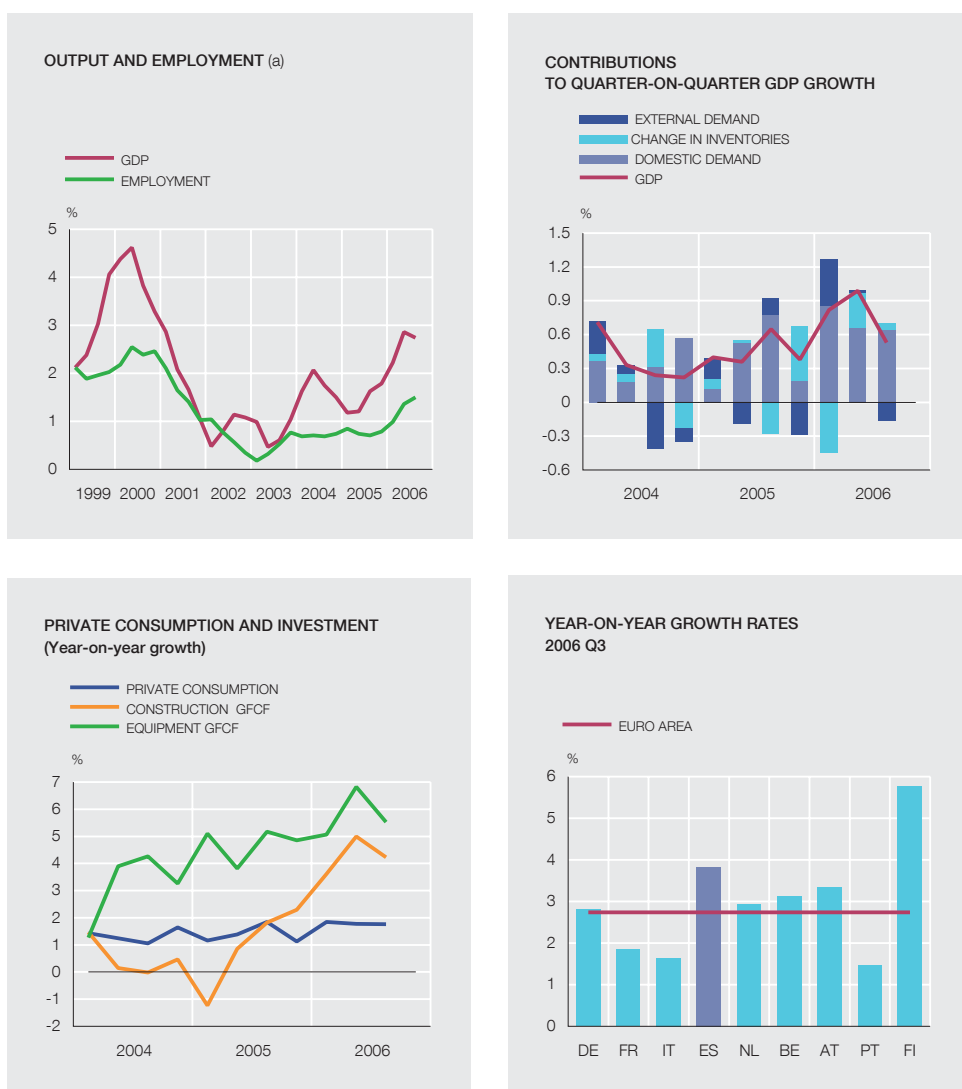 OUTPUT AND EMPLOYMENT (a)
GDP
EMPLOYMENT
%
5
4
3
2
1
0
1999 2000 2001 2002 2003 2004 2005 2006
CONTRIBUTIONS
TO QUARTER-ON-QUARTER GDP GROWTH
EXTERNAL DEMAND
CHANGE IN INVENTORIES
DOMESTIC DEMAND
GDP
%
1.5
1.2
0.9
0.6
0.3
0
-0.3
-0.6
2004 2005 2006
PRIVATE CONSUMPTION AND INVESTMENT
(Year-on-year growth)
PRIVATE CONSUMPTION
CONSTRUCTION GFCF
EQUIPMENT GFCF
%
7
6
5
4
3
2
1
0
-1
-2
2004 2005 2006
YEAR-ON-YEAR GROWTH RATES
2006 Q3
EURO AREA
%
6
5
4
3
2
1
0
DE FR IT ES NL BE AT PT FI